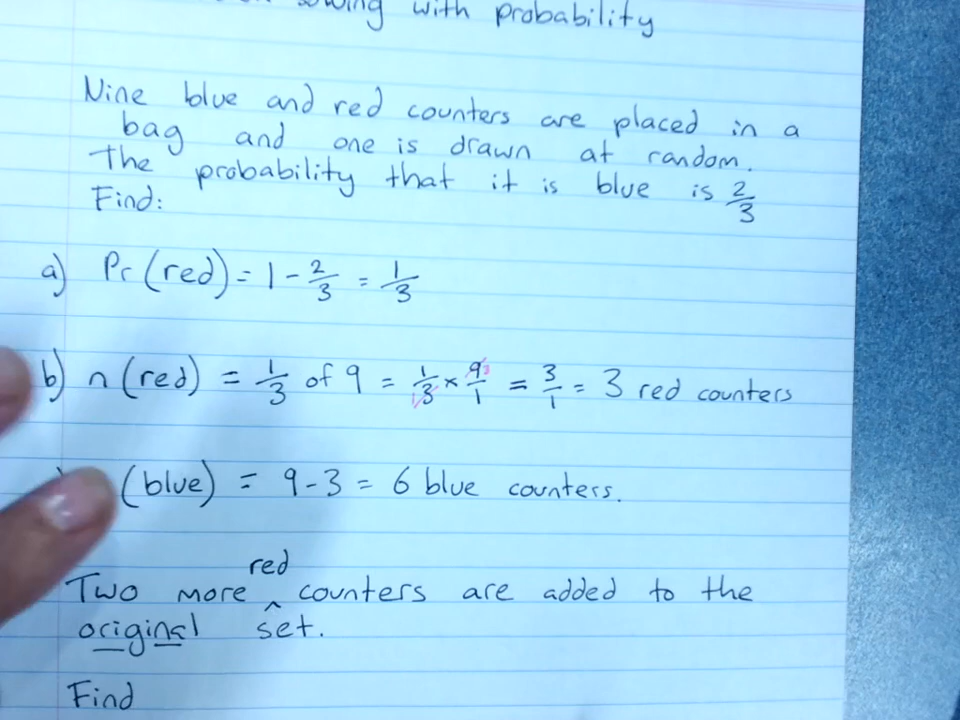 with probability
Nine blue and red counters are placed in a
bag and one is drawn at random.
The probability that it is blue is 2/3
Find:
a) Pr (red) = 1 - 2/3 = 1/3
b) n (red) = 1/3 of 9 = 1/3 × 9/1 = 3/1 = 3 red counters
(blue) = 9 - 3 = 6 blue counters.
Two more ^red counters are added to the
original set.
Find